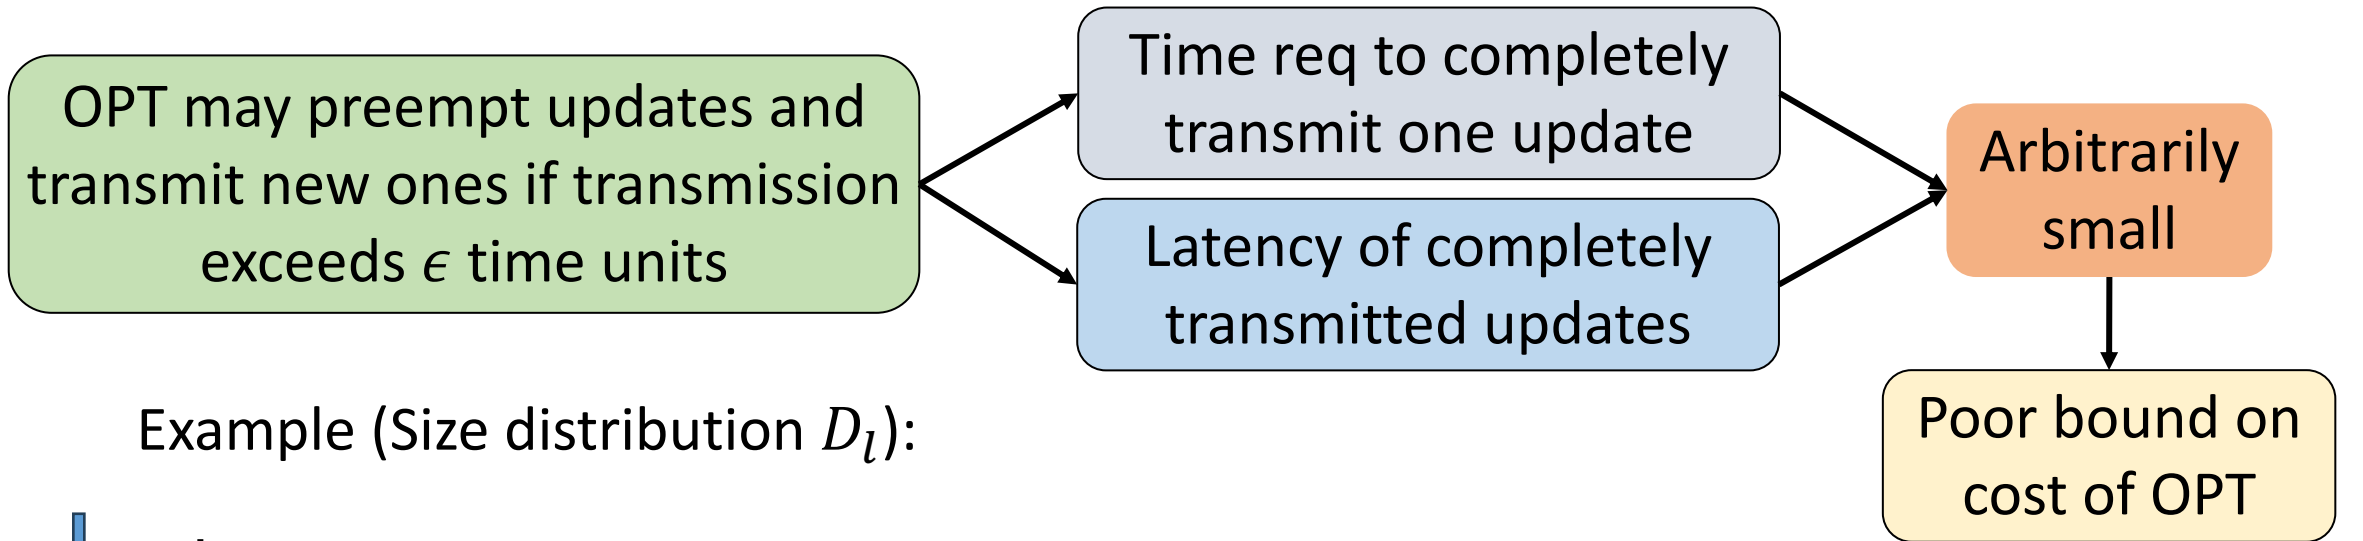 OPT may preempt updates and
transmit new ones if transmission
exceeds ϵ time units
Time req to completely
transmit one update
Latency of completely
transmitted updates
Arbitrarily
small
Poor bound on
cost of OPT
Example (Size distribution D_l):